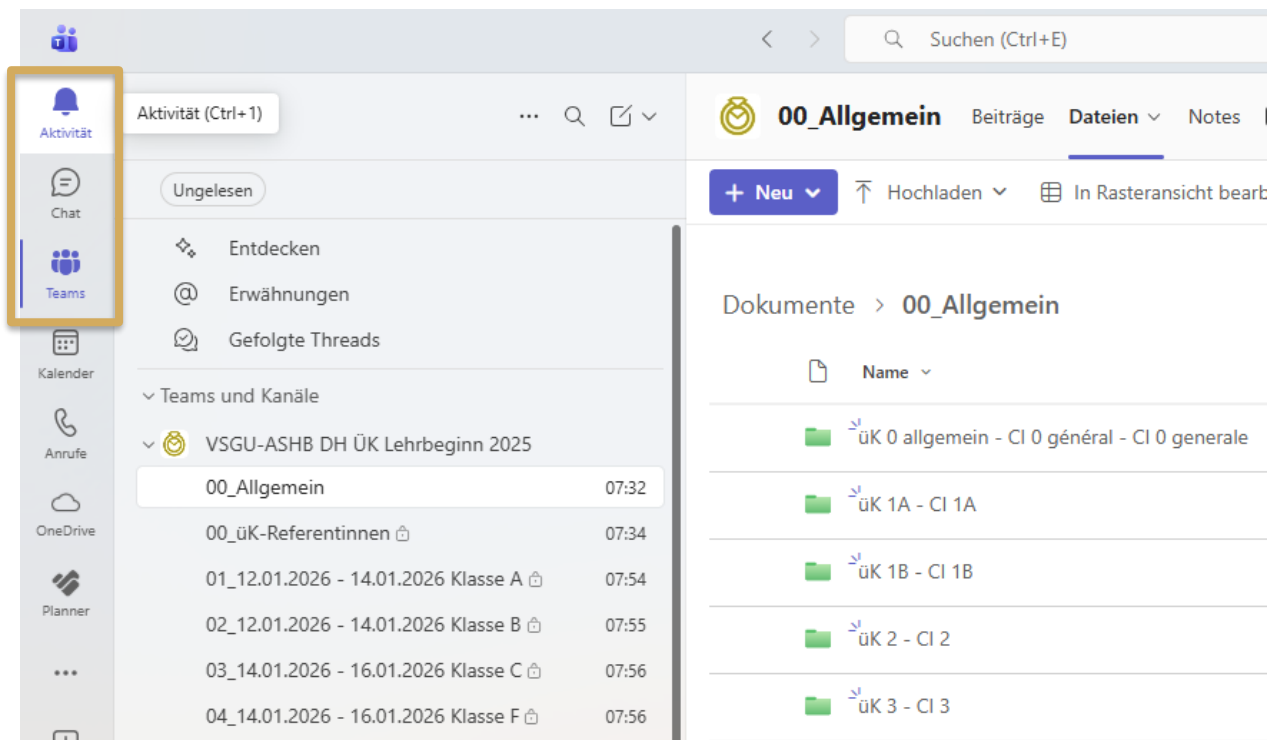 Suchen (Ctrl+E)
Aktivität
Chat
Teams
Kalender
Anrufe
OneDrive
Planner
Aktivität (Ctrl+1)
Ungelesen
Entdecken
Erwähnungen
Gefolgte Threads
Teams und Kanäle
VSGU-ASHB DH ÜK Lehrbeginn 2025
00_Allgemein 07:32
00_üK-Referentinnen 07:34
01_12.01.2026 - 14.01.2026 Klasse A 07:54
02_12.01.2026 - 14.01.2026 Klasse B 07:55
03_14.01.2026 - 16.01.2026 Klasse C 07:56
04_14.01.2026 - 16.01.2026 Klasse F 07:56
00_Allgemein Beiträge Dateien Notes
+ Neu Hochladen In Rasteransicht bearb
Dokumente > 00_Allgemein
Name
üK 0 allgemein - CI 0 général - CI 0 generale
üK 1A - CI 1A
üK 1B - CI 1B
üK 2 - CI 2
üK 3 - CI 3